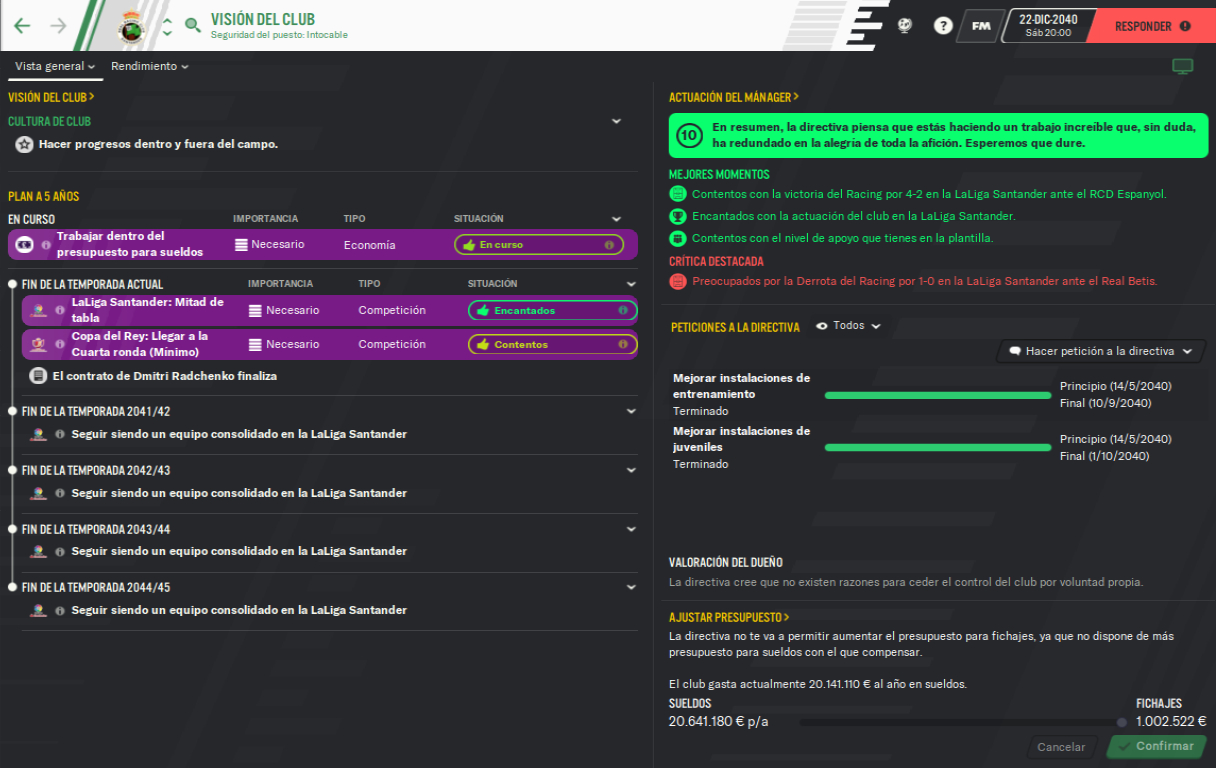 VISIÓN DEL CLUB
Seguridad del puesto: Intocable
?
FM
22-DIC-2040
Sáb 20:00
RESPONDER
Vista general
Rendimiento
VISIÓN DEL CLUB >
CULTURA DE CLUB
Hacer progresos dentro y fuera del campo.
PLAN A 5 AÑOS
EN CURSO IMPORTANCIA TIPO SITUACIÓN
Trabajar dentro del
presupuesto para sueldos
Necesario Economía En curso
FIN DE LA TEMPORADA ACTUAL IMPORTANCIA TIPO SITUACIÓN
LaLiga Santander: Mitad de
tabla
Necesario Competición Encantados
Copa del Rey: Llegar a la
Cuarta ronda (Mínimo)
Necesario Competición Contentos
El contrato de Dmitri Radchenko finaliza
FIN DE LA TEMPORADA 2041/42
Seguir siendo un equipo consolidado en la LaLiga Santander
FIN DE LA TEMPORADA 2042/43
Seguir siendo un equipo consolidado en la LaLiga Santander
FIN DE LA TEMPORADA 2043/44
Seguir siendo un equipo consolidado en la LaLiga Santander
FIN DE LA TEMPORADA 2044/45
Seguir siendo un equipo consolidado en la LaLiga Santander
ACTUACIÓN DEL MÁNAGER >
10
En resumen, la directiva piensa que estás haciendo un trabajo increíble que, sin duda,
ha redundado en la alegría de toda la afición. Esperemos que dure.
MEJORES MOMENTOS
Contentos con la victoria del Racing por 4-2 en la LaLiga Santander ante el RCD Espanyol.
Encantados con la actuación del club en la LaLiga Santander.
Contentos con el nivel de apoyo que tienes en la plantilla.
CRÍTICA DESTACADA
Preocupados por la Derrota del Racing por 1-0 en la LaLiga Santander ante el Real Betis.
PETICIONES A LA DIRECTIVA Todos
Hacer petición a la directiva
Mejorar instalaciones de
entrenamiento
Terminado
Principio (14/5/2040)
Final (10/9/2040)
Mejorar instalaciones de
juveniles
Terminado
Principio (14/5/2040)
Final (1/10/2040)
VALORACIÓN DEL DUEÑO
La directiva cree que no existen razones para ceder el control del club por voluntad propia.
AJUSTAR PRESUPUESTO >
La directiva no te va a permitir aumentar el presupuesto para fichajes, ya que no dispone de más
presupuesto para sueldos con el que compensar.
El club gasta actualmente 20.141.110 € al año en sueldos.
SUELDOS FICHAJES
20.641.180 € p/a 1.002.522 €
Cancelar Confirmar